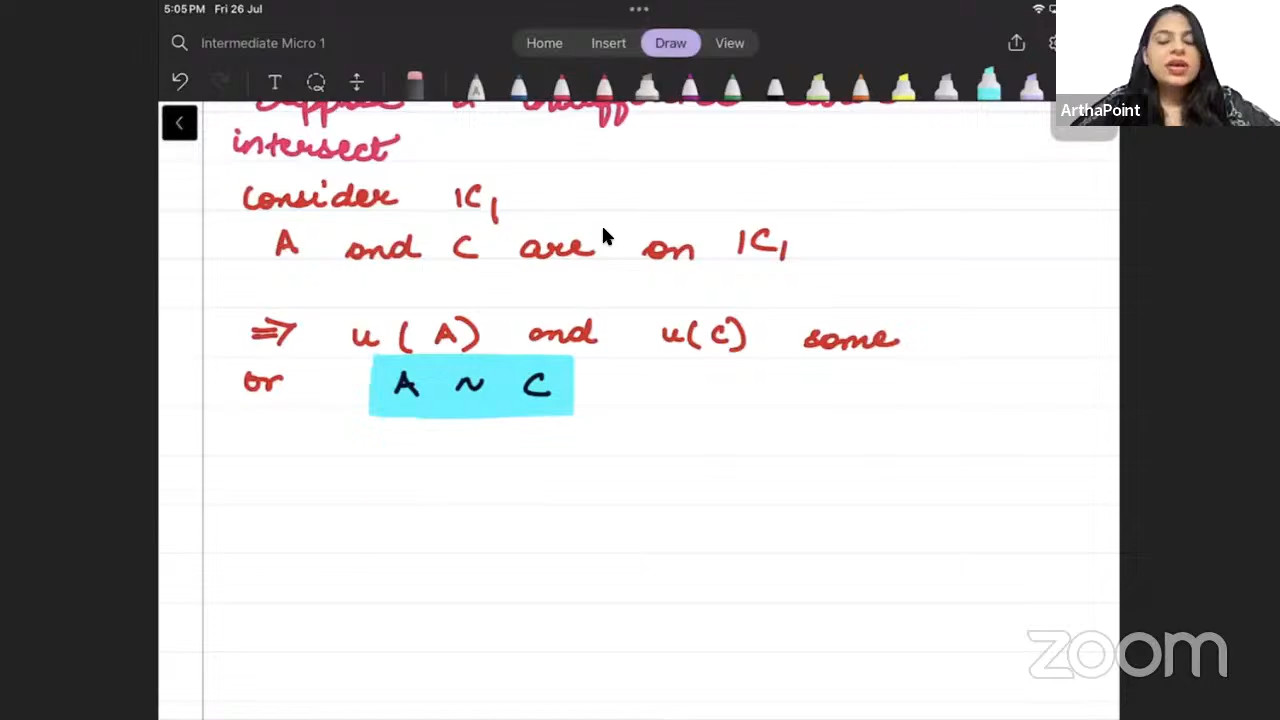 5:05 PM Fri 26 Jul
Intermediate Micro 1
Home Insert Draw View
ArthaPoint
intersect
Consider IC1
A and C are on IC1
⇒ u(A) and u(C) same
or A ~ C
zoom